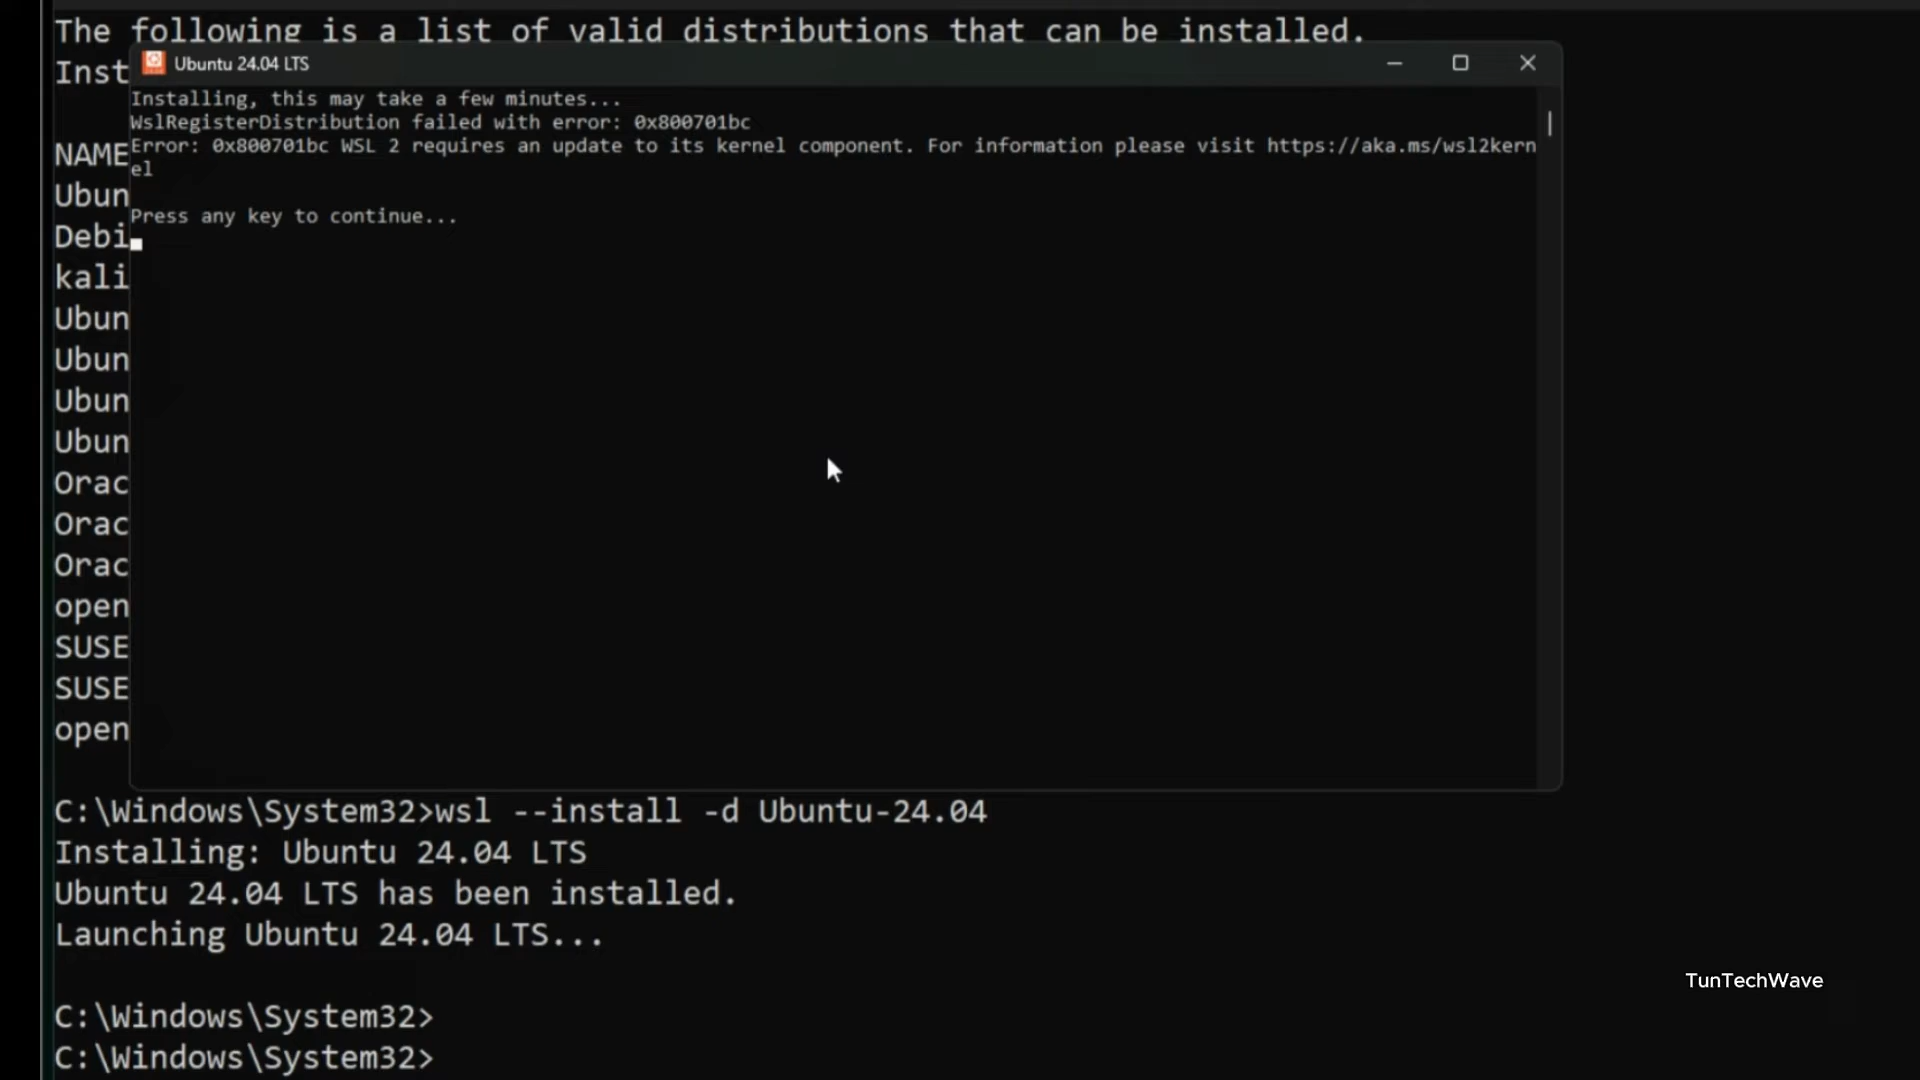 The following is a list of valid distributions that can be installed.
Inst
Ubuntu 24.04 LTS
Installing, this may take a few minutes...
WslRegisterDistribution failed with error: 0x800701bc
Error: 0x800701bc WSL 2 requires an update to its kernel component. For information please visit https://aka.ms/wsl2kern
el
Press any key to continue...
NAME
Ubun
Debi
kali
Ubun
Ubun
Ubun
Ubun
Orac
Orac
Orac
open
SUSE
SUSE
open
C:\Windows\System32>wsl --install -d Ubuntu-24.04
Installing: Ubuntu 24.04 LTS
Ubuntu 24.04 LTS has been installed.
Launching Ubuntu 24.04 LTS...
TunTechWave
C:\Windows\System32>
C:\Windows\System32>